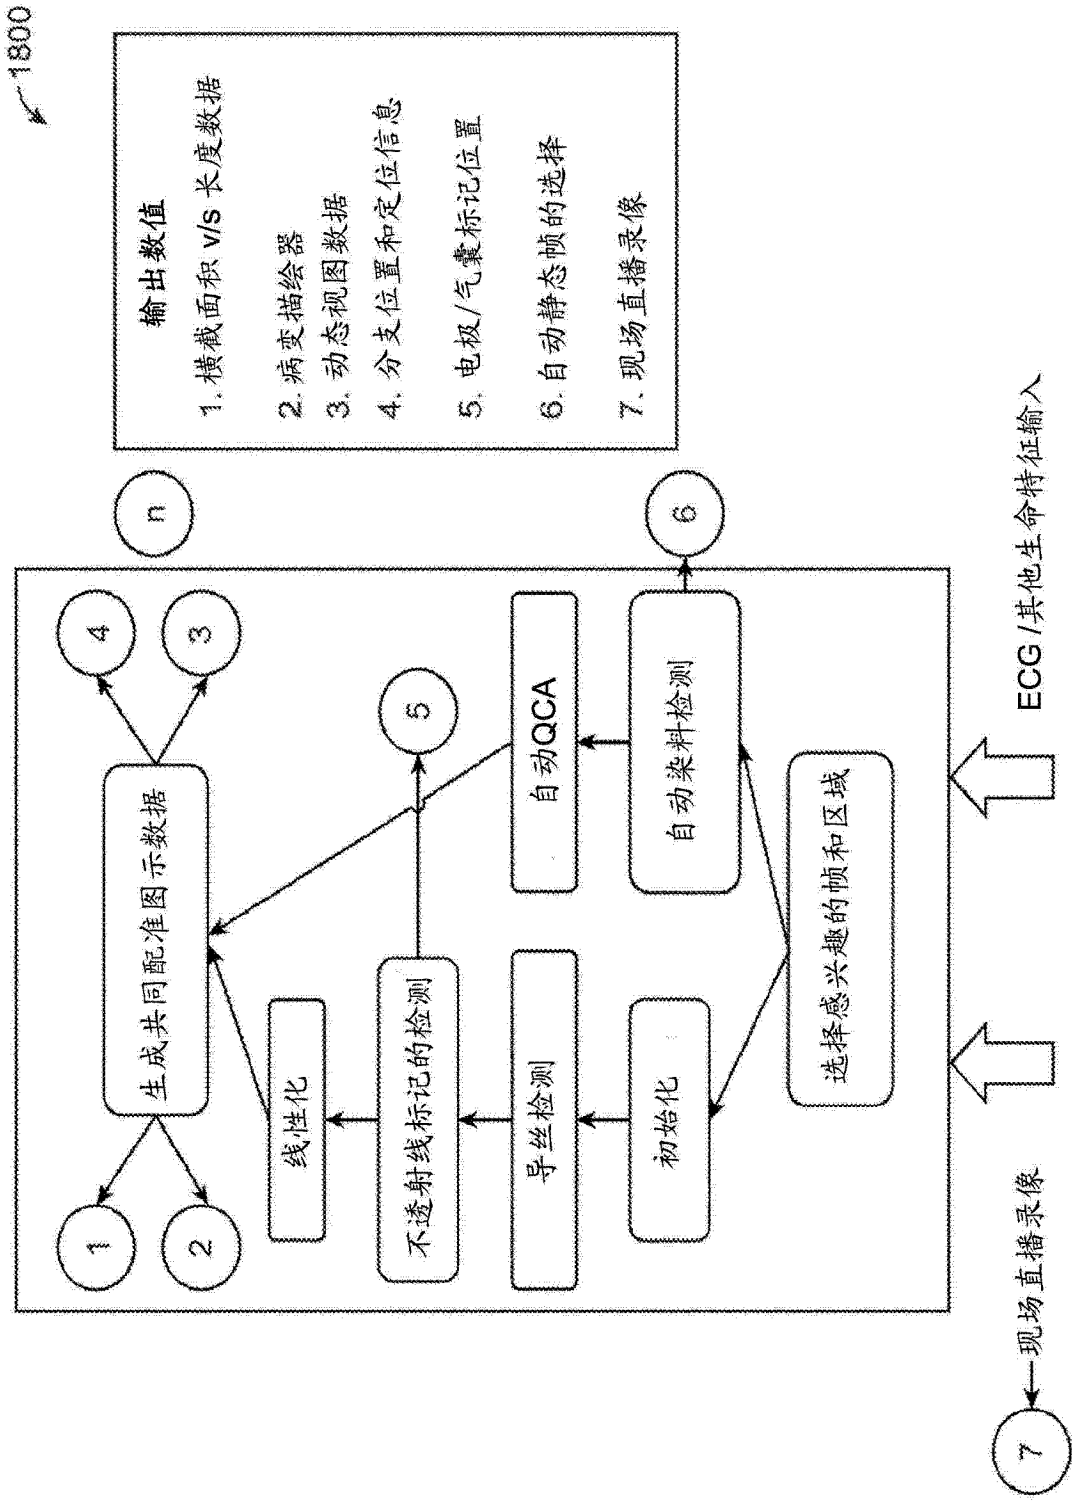 1800
输出数值
1. 横截面积 v/s 长度数据
2. 病变描绘器
3. 动态视图数据
4. 分支位置和定位信息
5. 电极/气囊标记位置
6. 自动静态帧的选择
7. 现场直播录像
n
4
3
1
2
生成共同配准图示数据
线性化
不透射线标记的检测
5
导丝检测
自动QCA
初始化
自动染料检测
6
选择感兴趣的帧和区域
7
现场直播录像
ECG /其他生命特征输入